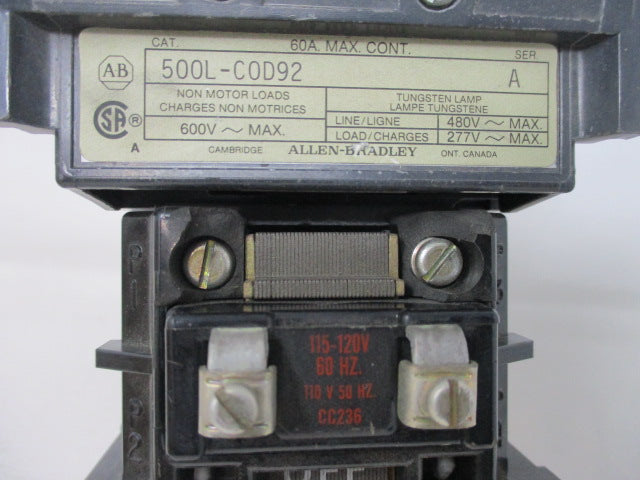 CAT. 60A. MAX. CONT. SER.
AB 500L-COD92 A
NON MOTOR LOADS
CHARGES NON MOTRICES
TUNGSTEN LAMP
LAMPE TUNGSTENE
SA ®
A
600V ~ MAX.
LINE/LIGNE 480V ~ MAX.
LOAD/CHARGES 277V ~ MAX.
CAMBRIDGE ALLEN-BRADLEY ONT. CANADA
115-120V
60 HZ.
110 V 50 HZ.
CC236